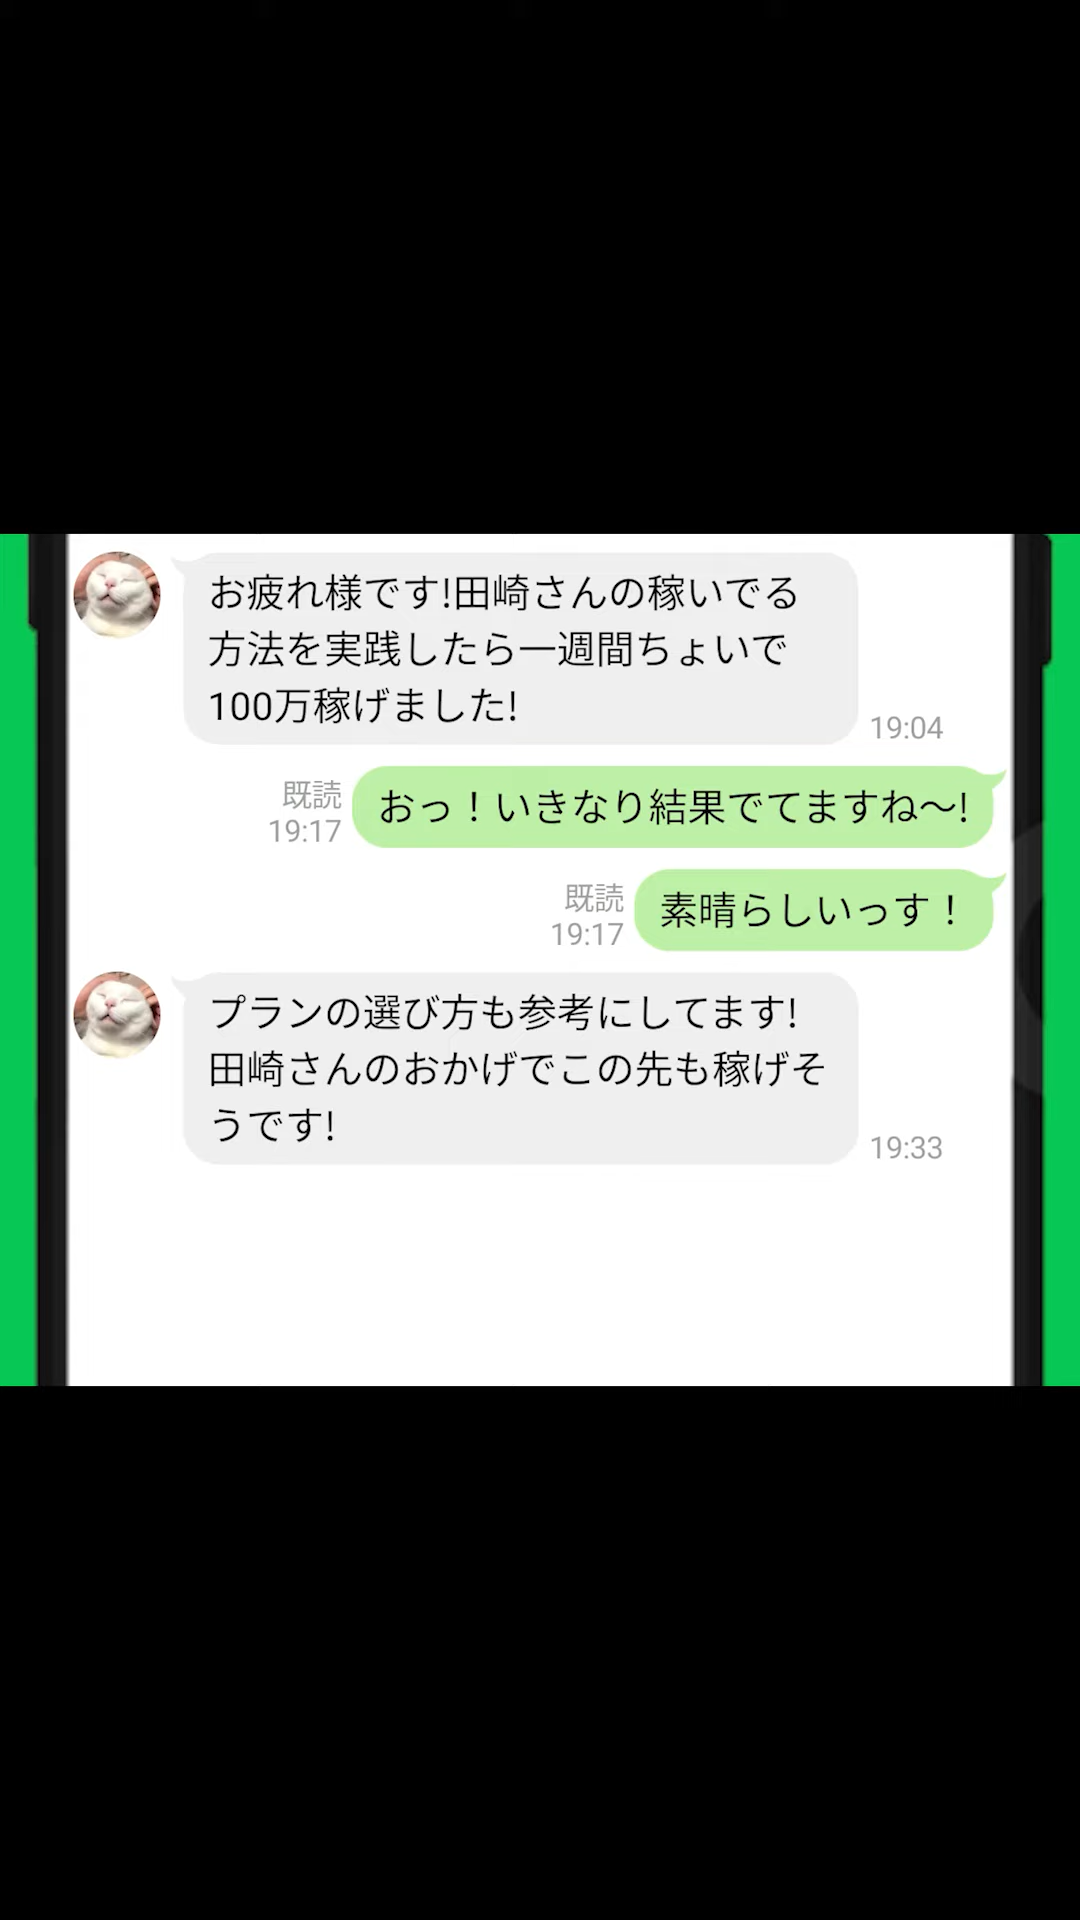 お疲れ様です!田崎さんの稼いでる
方法を実践したら一週間ちょいで
100万稼げました!
19:04
既読
19:17
おっ！いきなり結果でてますね〜!
既読
19:17
素晴らしいっす！
プランの選び方も参考にしてます!
田崎さんのおかげでこの先も稼げそ
うです!
19:33